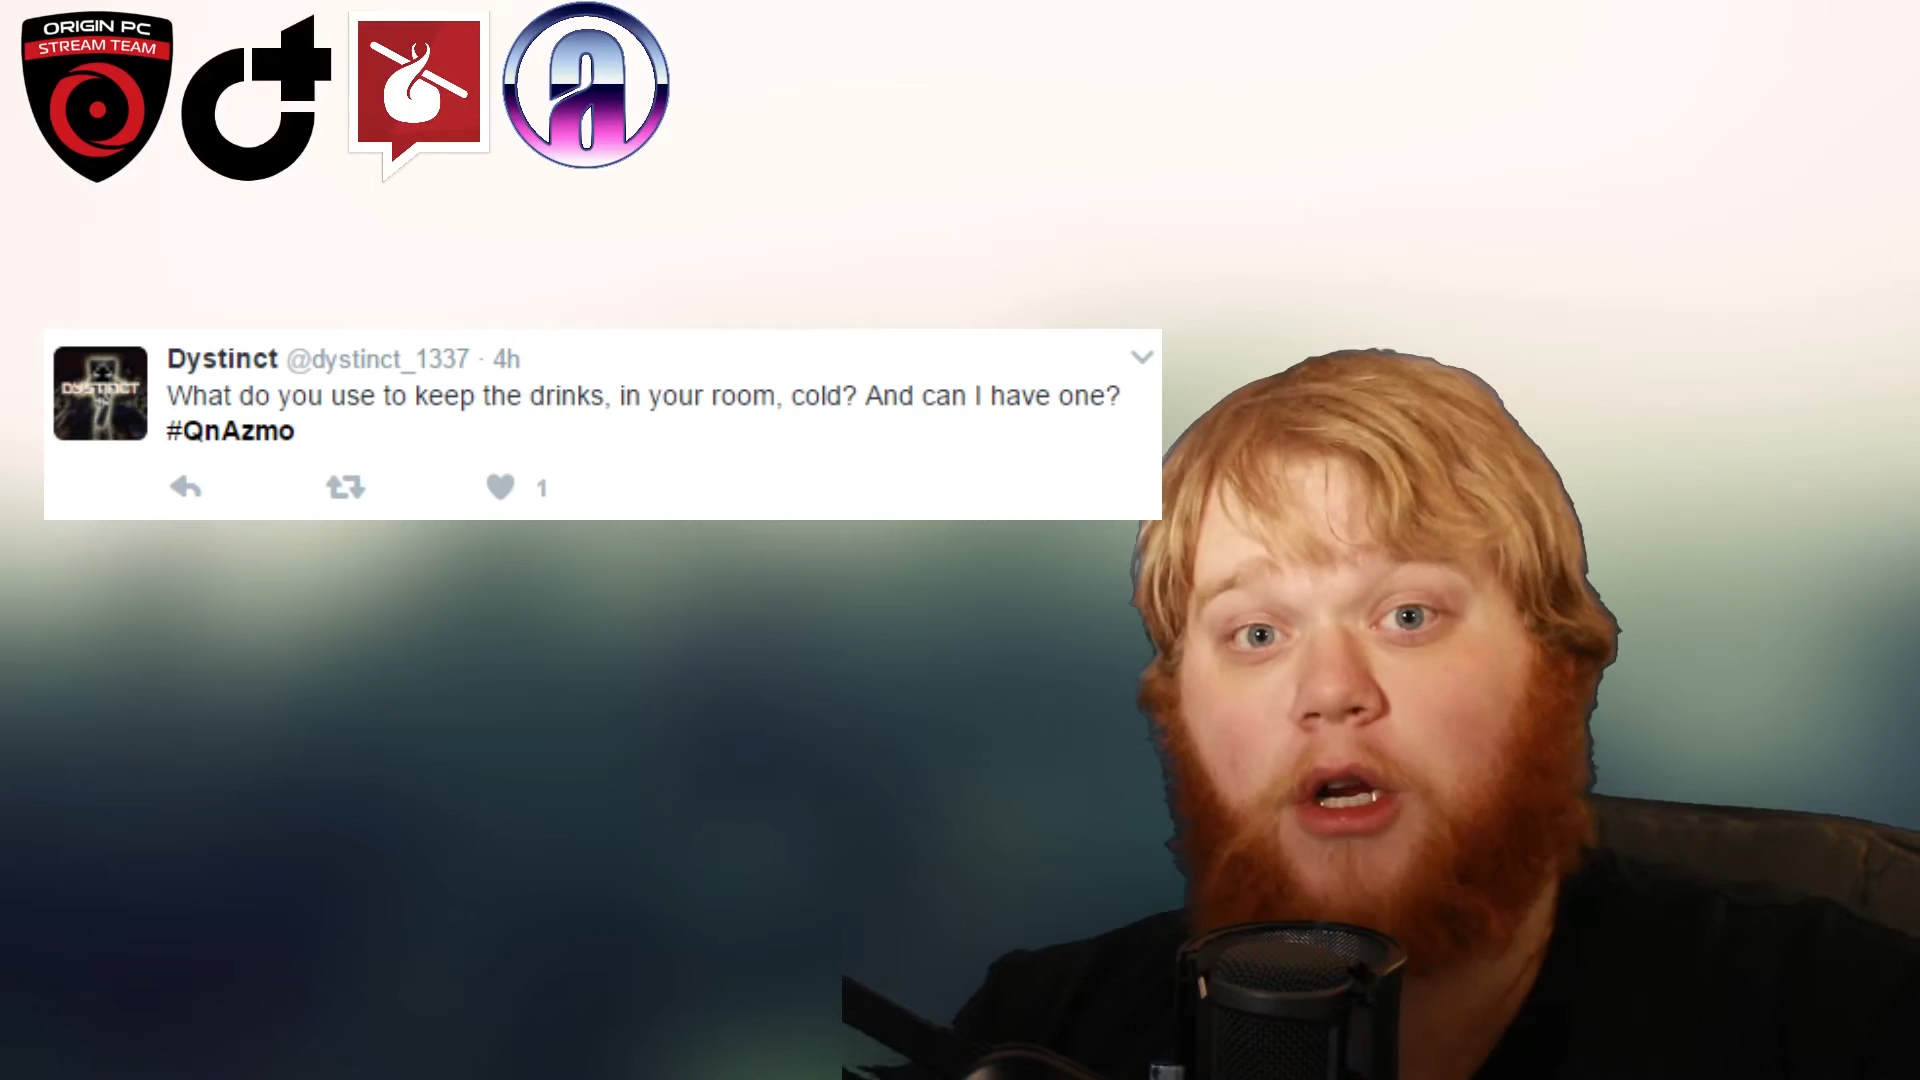 ORIGIN PC
STREAM TEAM
Dystinct @dystinct_1337 · 4h
DYSTINCT
What do you use to keep the drinks, in your room, cold? And can I have one?
#QnAzmo
1